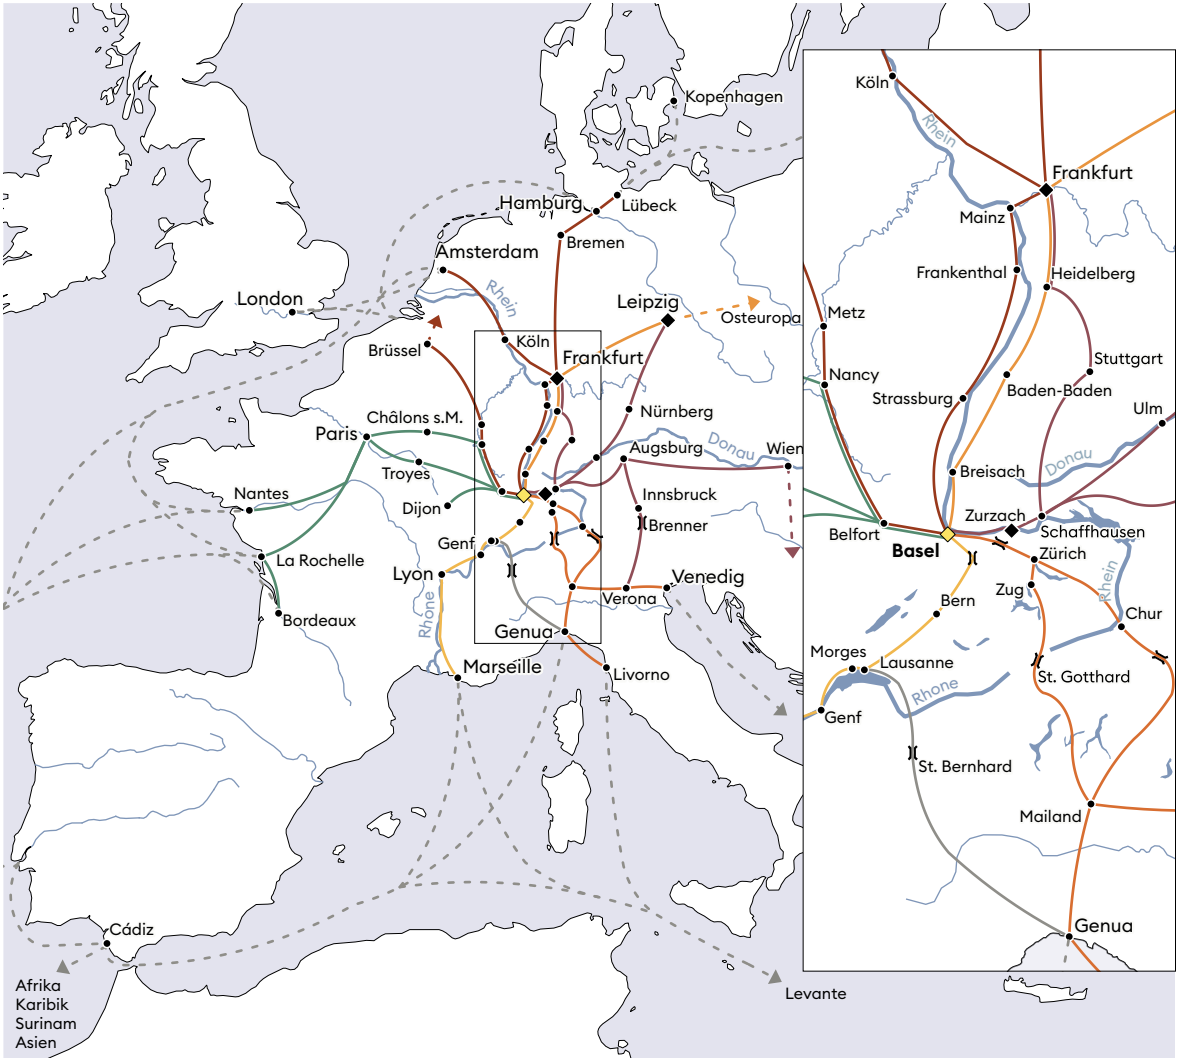 Kopenhagen
Hamburg
Lübeck
Bremen
Amsterdam
Rhein
London
Leipzig
Osteuropa
Brüssel
Köln
Frankfurt
Châlons s.M.
Paris
Nürnberg
Troyes
Augsburg
Donau
Wien
Nantes
Dijon
Innsbruck
Brenner
Genf
La Rochelle
Lyon
Venedig
Verona
Rhone
Bordeaux
Genua
Marseille
Livorno
Cádiz
Afrika
Karibik
Surinam
Asien
Levante
Köln
Rhein
Frankfurt
Mainz
Frankenthal
Heidelberg
Metz
Stuttgart
Nancy
Baden-Baden
Strassburg
Ulm
Breisach
Donau
Zurzach
Belfort
Schaffhausen
Basel
Zürich
Zug
Rhein
Bern
Chur
Morges
Lausanne
St. Gotthard
Rhone
Genf
St. Bernhard
Mailand
Genua